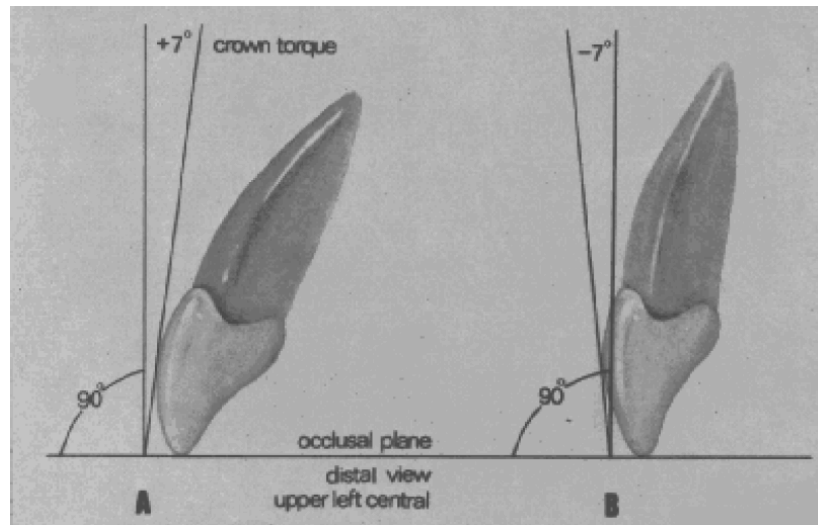 +7° crown torque
-7°
90°
90°
occlusal plane
distal view
upper left central
A
B